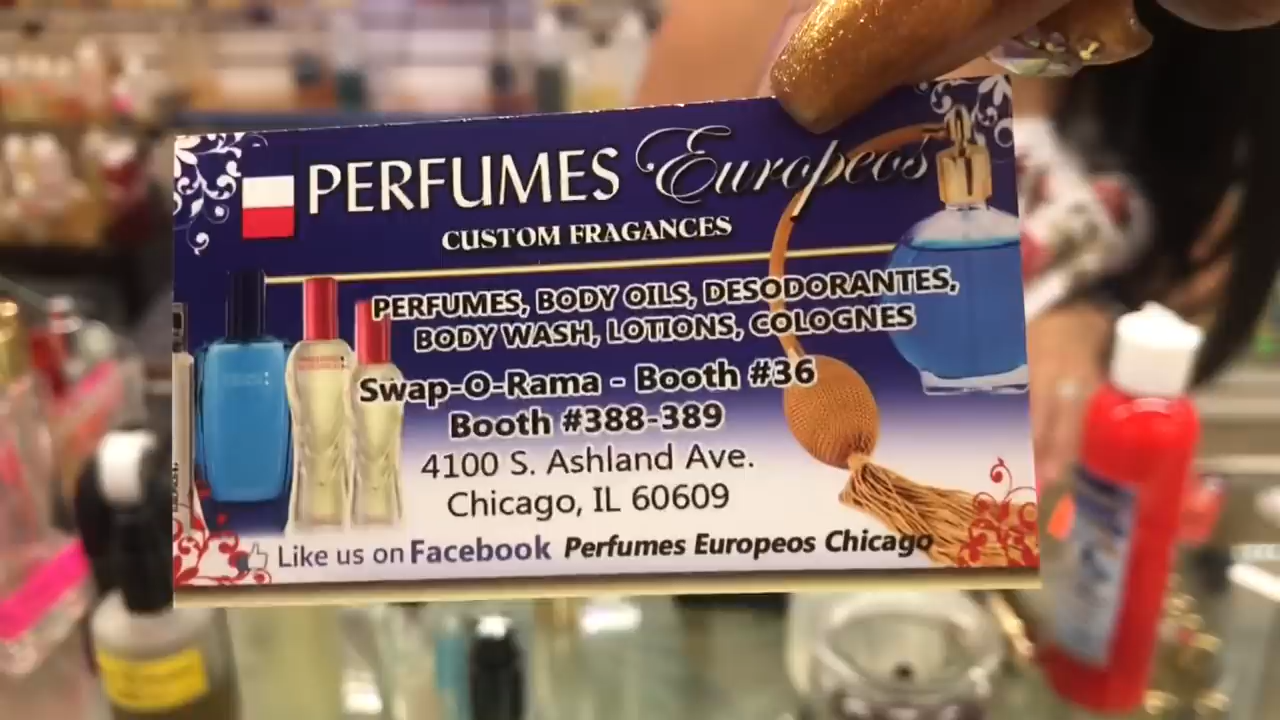 PERFUMES Europeos
CUSTOM FRAGANCES
PERFUMES, BODY OILS, DESODORANTES,
BODY WASH, LOTIONS, COLOGNES
Swap-O-Rama - Booth #36
Booth #388-389
4100 S. Ashland Ave.
Chicago, IL 60609
Like us on Facebook Perfumes Europeos Chicago